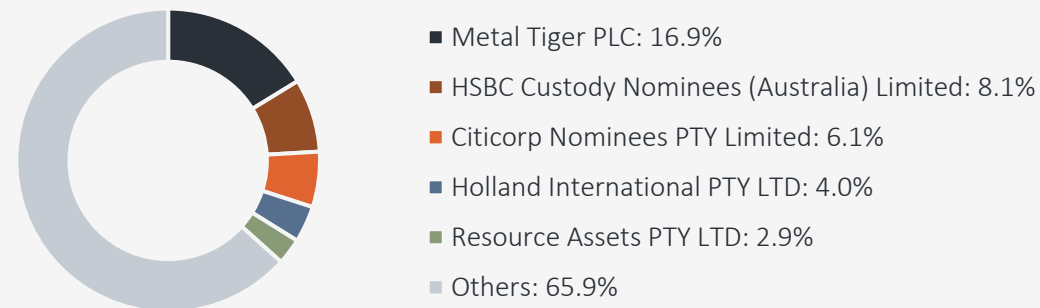 Metal Tiger PLC: 16.9%
HSBC Custody Nominees (Australia) Limited: 8.1%
Citicorp Nominees PTY Limited: 6.1%
Holland International PTY LTD: 4.0%
Resource Assets PTY LTD: 2.9%
Others: 65.9%